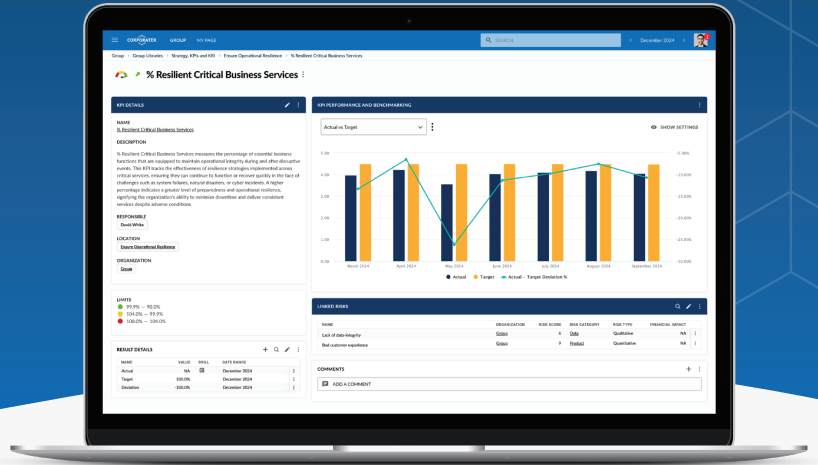 CORPORATER GROUP MY PAGE SEARCH December 2024
Group Group Libraries Strategy, KPIs and KRI Ensure Operational Resilience % Resilient Critical Business Services
% Resilient Critical Business Services
KPI DETAILS
NAME
% Resilient Critical Business Services
DESCRIPTION
% Resilient Critical Business Services measures the percentage of essential business
functions that are equipped to maintain operational integrity during and after disruptive
events. This KPI tracks the effectiveness of resilience strategies implemented across
critical services, ensuring they can continue to function or recover quickly in the face of
challenges such as system failures, natural disasters, or cyber incidents. A higher
percentage indicates a greater level of preparedness and operational resilience,
signifying the organization's ability to minimize downtime and deliver consistent
services despite adverse conditions.
RESPONSIBLE
David White
LOCATION
Ensure Operational Resilience
ORGANIZATION
Group
LIMITS
99.9% — 90.0%
104.0% — 99.9%
108.0% — 104.0%
RESULT DETAILS
NAME VALUE DRILL DATE RANGE
Actual NA December 2024
Target 100.0% December 2024
Deviation -100.0% December 2024
KPI PERFORMANCE AND BENCHMARKING
Actual vs Target SHOW SETTINGS
5.00 -5.00%
4.00 -10.00%
3.00 -15.00%
2.00 -20.00%
1.00 -25.00%
0.00 -30.00%
March 2024 April 2024 May 2024 June 2024 July 2024 August 2024 September 2024
Actual Target Actual - Target Deviation %
LINKED RISKS
NAME ORGANIZATION RISK SCORE RISK CATEGORY RISK TYPE FINANCIAL IMPACT
Lack of data-integrity Group 6 Data Qualitative NA
Bad customer experience Group 9 Product Quantitative NA
COMMENTS
ADD A COMMENT